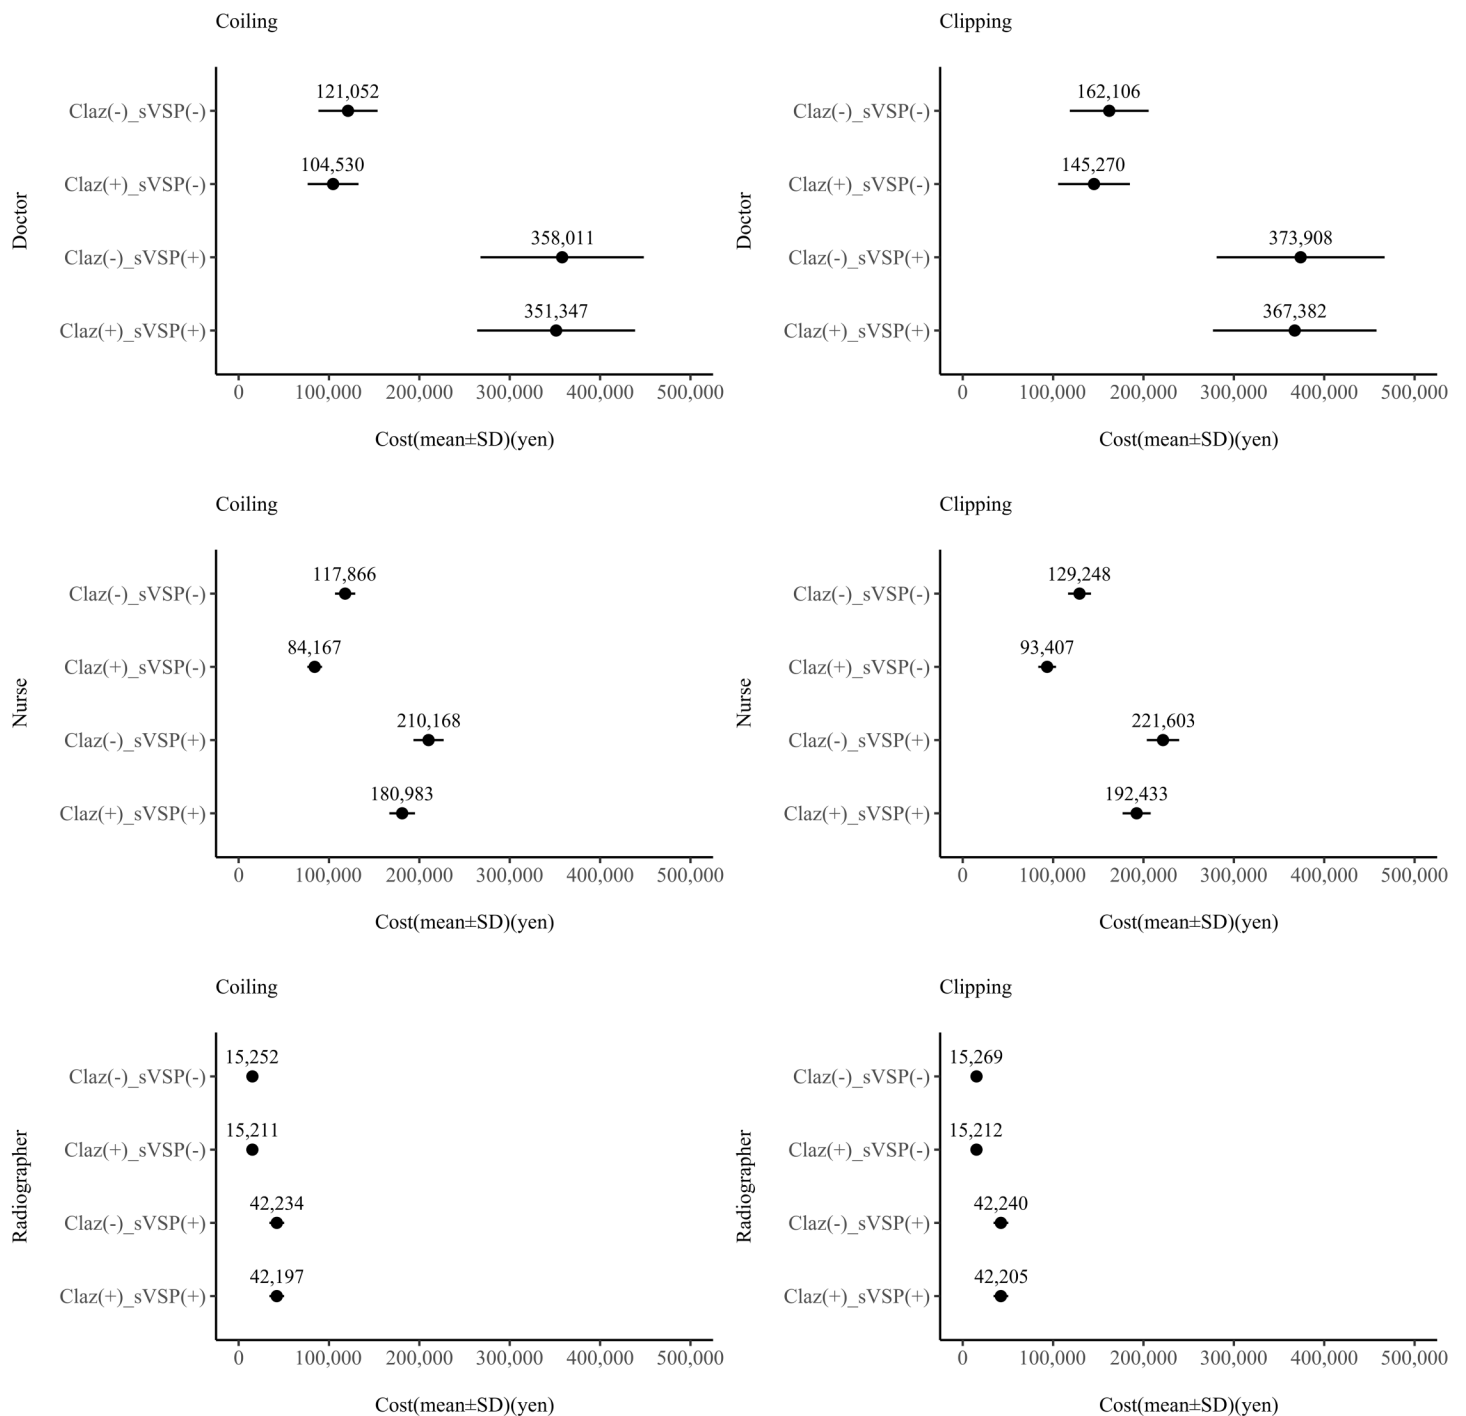 Coiling
Doctor
Claz(-)_sVSP(-)
121,052
Claz(+)_sVSP(-)
104,530
Claz(-)_sVSP(+)
358,011
Claz(+)_sVSP(+)
351,347
0 100,000 200,000 300,000 400,000 500,000
Cost(mean±SD)(yen)
Clipping
Doctor
Claz(-)_sVSP(-)
162,106
Claz(+)_sVSP(-)
145,270
Claz(-)_sVSP(+)
373,908
Claz(+)_sVSP(+)
367,382
0 100,000 200,000 300,000 400,000 500,000
Cost(mean±SD)(yen)
Coiling
Nurse
Claz(-)_sVSP(-)
117,866
Claz(+)_sVSP(-)
84,167
Claz(-)_sVSP(+)
210,168
Claz(+)_sVSP(+)
180,983
0 100,000 200,000 300,000 400,000 500,000
Cost(mean±SD)(yen)
Clipping
Nurse
Claz(-)_sVSP(-)
129,248
Claz(+)_sVSP(-)
93,407
Claz(-)_sVSP(+)
221,603
Claz(+)_sVSP(+)
192,433
0 100,000 200,000 300,000 400,000 500,000
Cost(mean±SD)(yen)
Coiling
Radiographer
Claz(-)_sVSP(-)
15,252
Claz(+)_sVSP(-)
15,211
Claz(-)_sVSP(+)
42,234
Claz(+)_sVSP(+)
42,197
0 100,000 200,000 300,000 400,000 500,000
Cost(mean±SD)(yen)
Clipping
Radiographer
Claz(-)_sVSP(-)
15,269
Claz(+)_sVSP(-)
15,212
Claz(-)_sVSP(+)
42,240
Claz(+)_sVSP(+)
42,205
0 100,000 200,000 300,000 400,000 500,000
Cost(mean±SD)(yen)